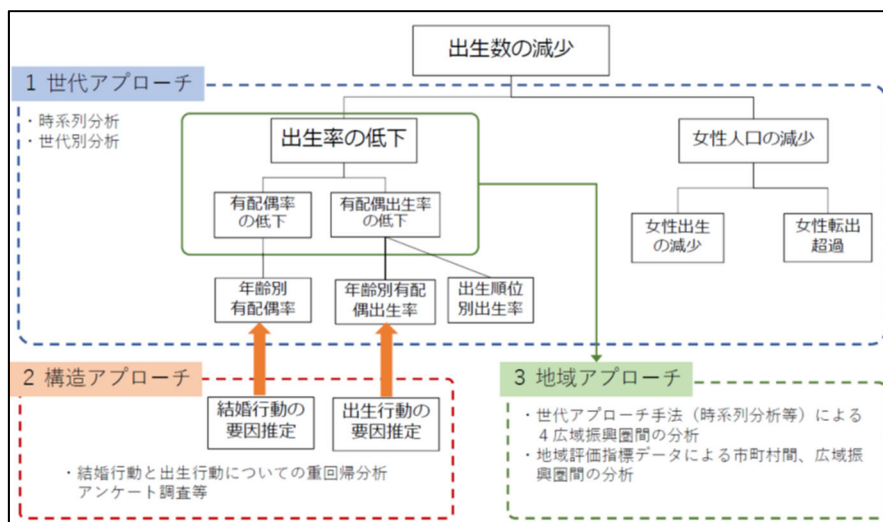 出生数の減少
1 世代アプローチ
・時系列分析
・世代別分析
出生率の低下
女性人口の減少
有配偶率
の低下
有配偶出生率
の低下
女性出生
の減少
女性転出
超過
年齢別
有配偶率
年齢別有配
偶出生率
出生順位
別出生率
2 構造アプローチ
結婚行動の
要因推定
出生行動の
要因推定
・結婚行動と出生行動についての重回帰分析
アンケート調査等
3 地域アプローチ
・世代アプローチ手法（時系列分析等）による
４広域振興圏間の分析
・地域評価指標データによる市町村間、広域振
興圏間の分析